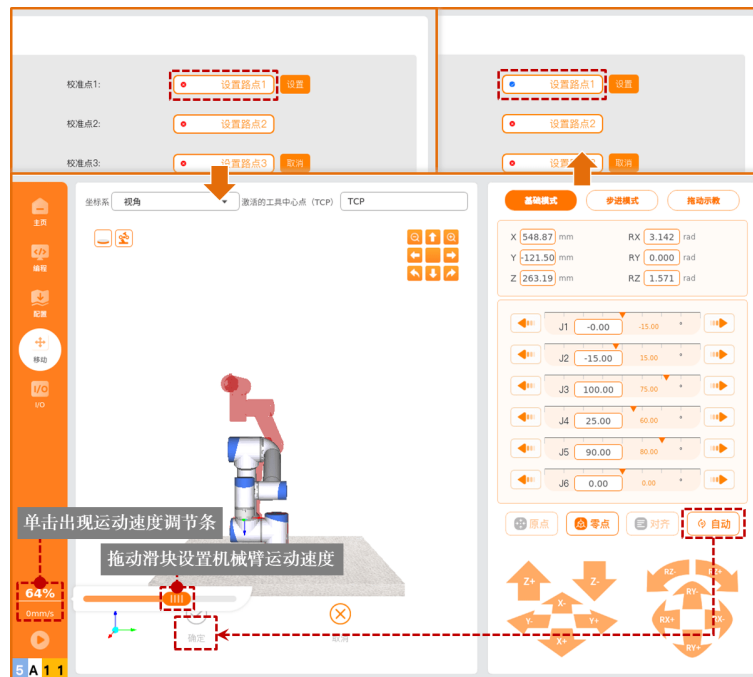 校准点1: 设置路点1 设置
校准点2: 设置路点2
校准点3: 设置路点3 取消
设置路点1 设置
设置路点2
取消
主页
编程
配置
移动
I/O
I/O
64%
0mm/s
5 A 1 1
坐标系 视角 激活的工具中心点（TCP） TCP
单击出现运动速度调节条
拖动滑块设置机械臂运动速度
确定
取消
基础模式 步进模式 拖动示教
X 548.87 mm RX 3.142 rad
Y -121.50 mm RY 0.000 rad
Z 263.19 mm RZ 1.571 rad
J1 -0.00 -15.00 °
J2 -15.00 15.00 °
J3 100.00 75.00 °
J4 25.00 60.00 °
J5 90.00 80.00 °
J6 0.00 0.00 °
原点 零点 对齐 自动
Z+ Z-
X-
Y- Y+
X+
RZ- RZ+
RY-
RX+ RX-
RY+